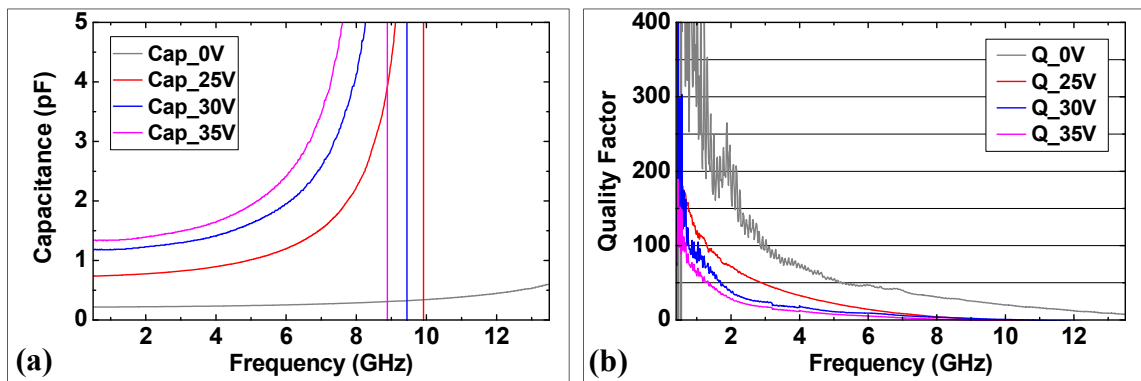 5
4
3
2
1
0
Capacitance (pF)
Cap_0V
Cap_25V
Cap_30V
Cap_35V
2 4 6 8 10 12
Frequency (GHz)
(a)
400
300
200
100
0
Quality Factor
Q_0V
Q_25V
Q_30V
Q_35V
2 4 6 8 10 12
Frequency (GHz)
(b)